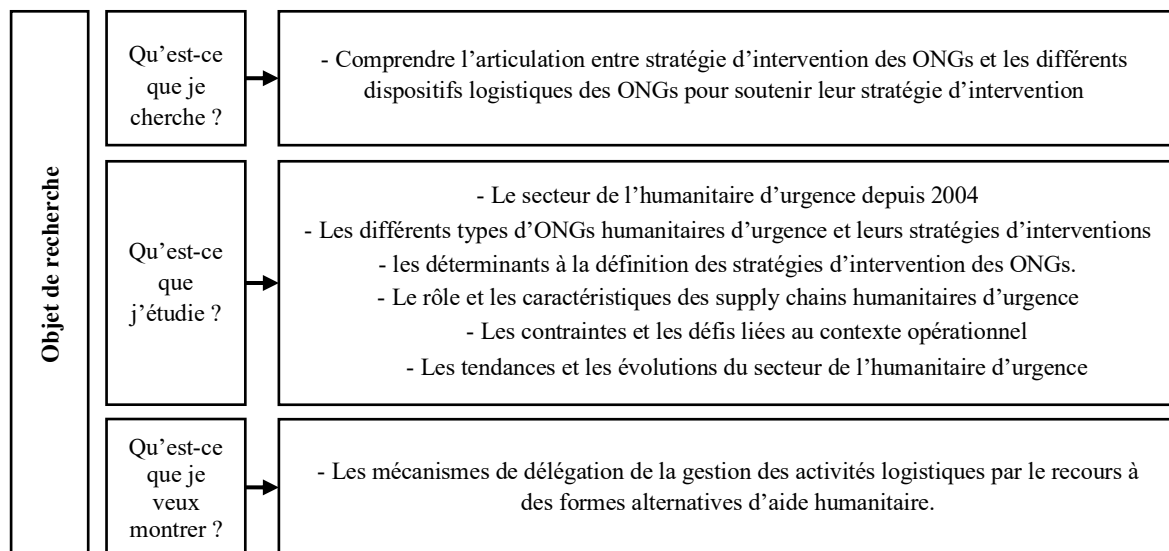 Objet de recherche
Qu’est-ce
que je
cherche ?
- Comprendre l’articulation entre stratégie d’intervention des ONGs et les différents
dispositifs logistiques des ONGs pour soutenir leur stratégie d’intervention
Qu’est-ce
que
j’étudie ?
- Le secteur de l’humanitaire d’urgence depuis 2004
- Les différents types d’ONGs humanitaires d’urgence et leurs stratégies d’interventions
- les déterminants à la définition des stratégies d’intervention des ONGs.
- Le rôle et les caractéristiques des supply chains humanitaires d’urgence
- Les contraintes et les défis liées au contexte opérationnel
- Les tendances et les évolutions du secteur de l’humanitaire d’urgence
Qu’est-ce
que je
veux
montrer ?
- Les mécanismes de délégation de la gestion des activités logistiques par le recours à
des formes alternatives d’aide humanitaire.